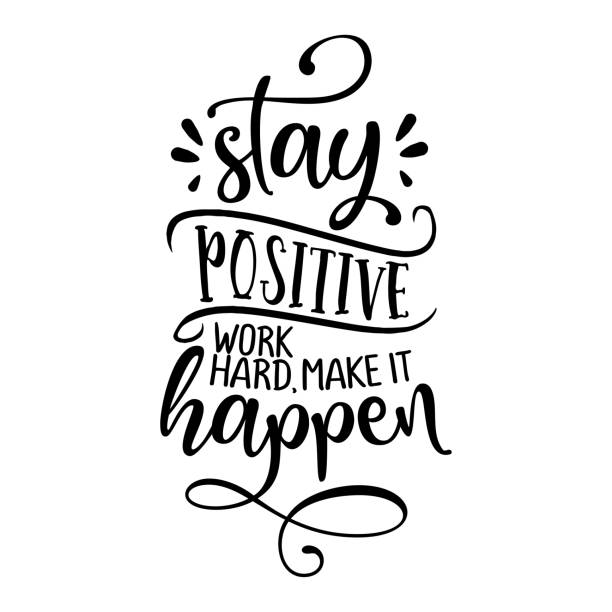 stay
POSITIVE
WORK
HARD, MAKE IT
happen